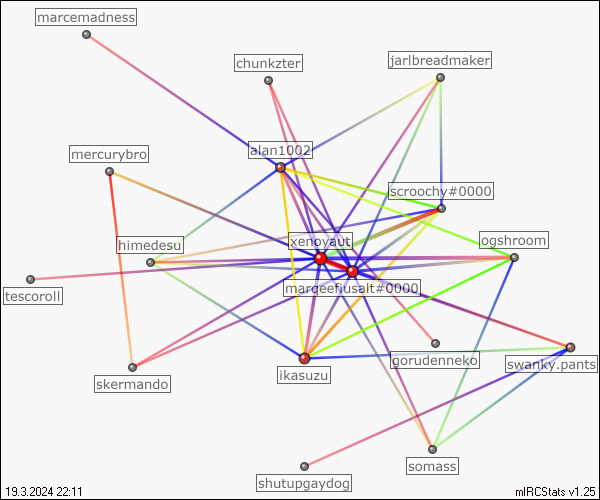 marcemadness
chunkzter
jarlbreadmaker
alan1002
mercurybro
scroochy#0000
himedesu
xenoyaut
ogshroom
marceefiusalt#0000
tescoroll
gorudenneko
swanky.pants
skermando
ikasuzu
somass
shutupgaydog
19.3.2024 22:11
mIRCStats v1.25